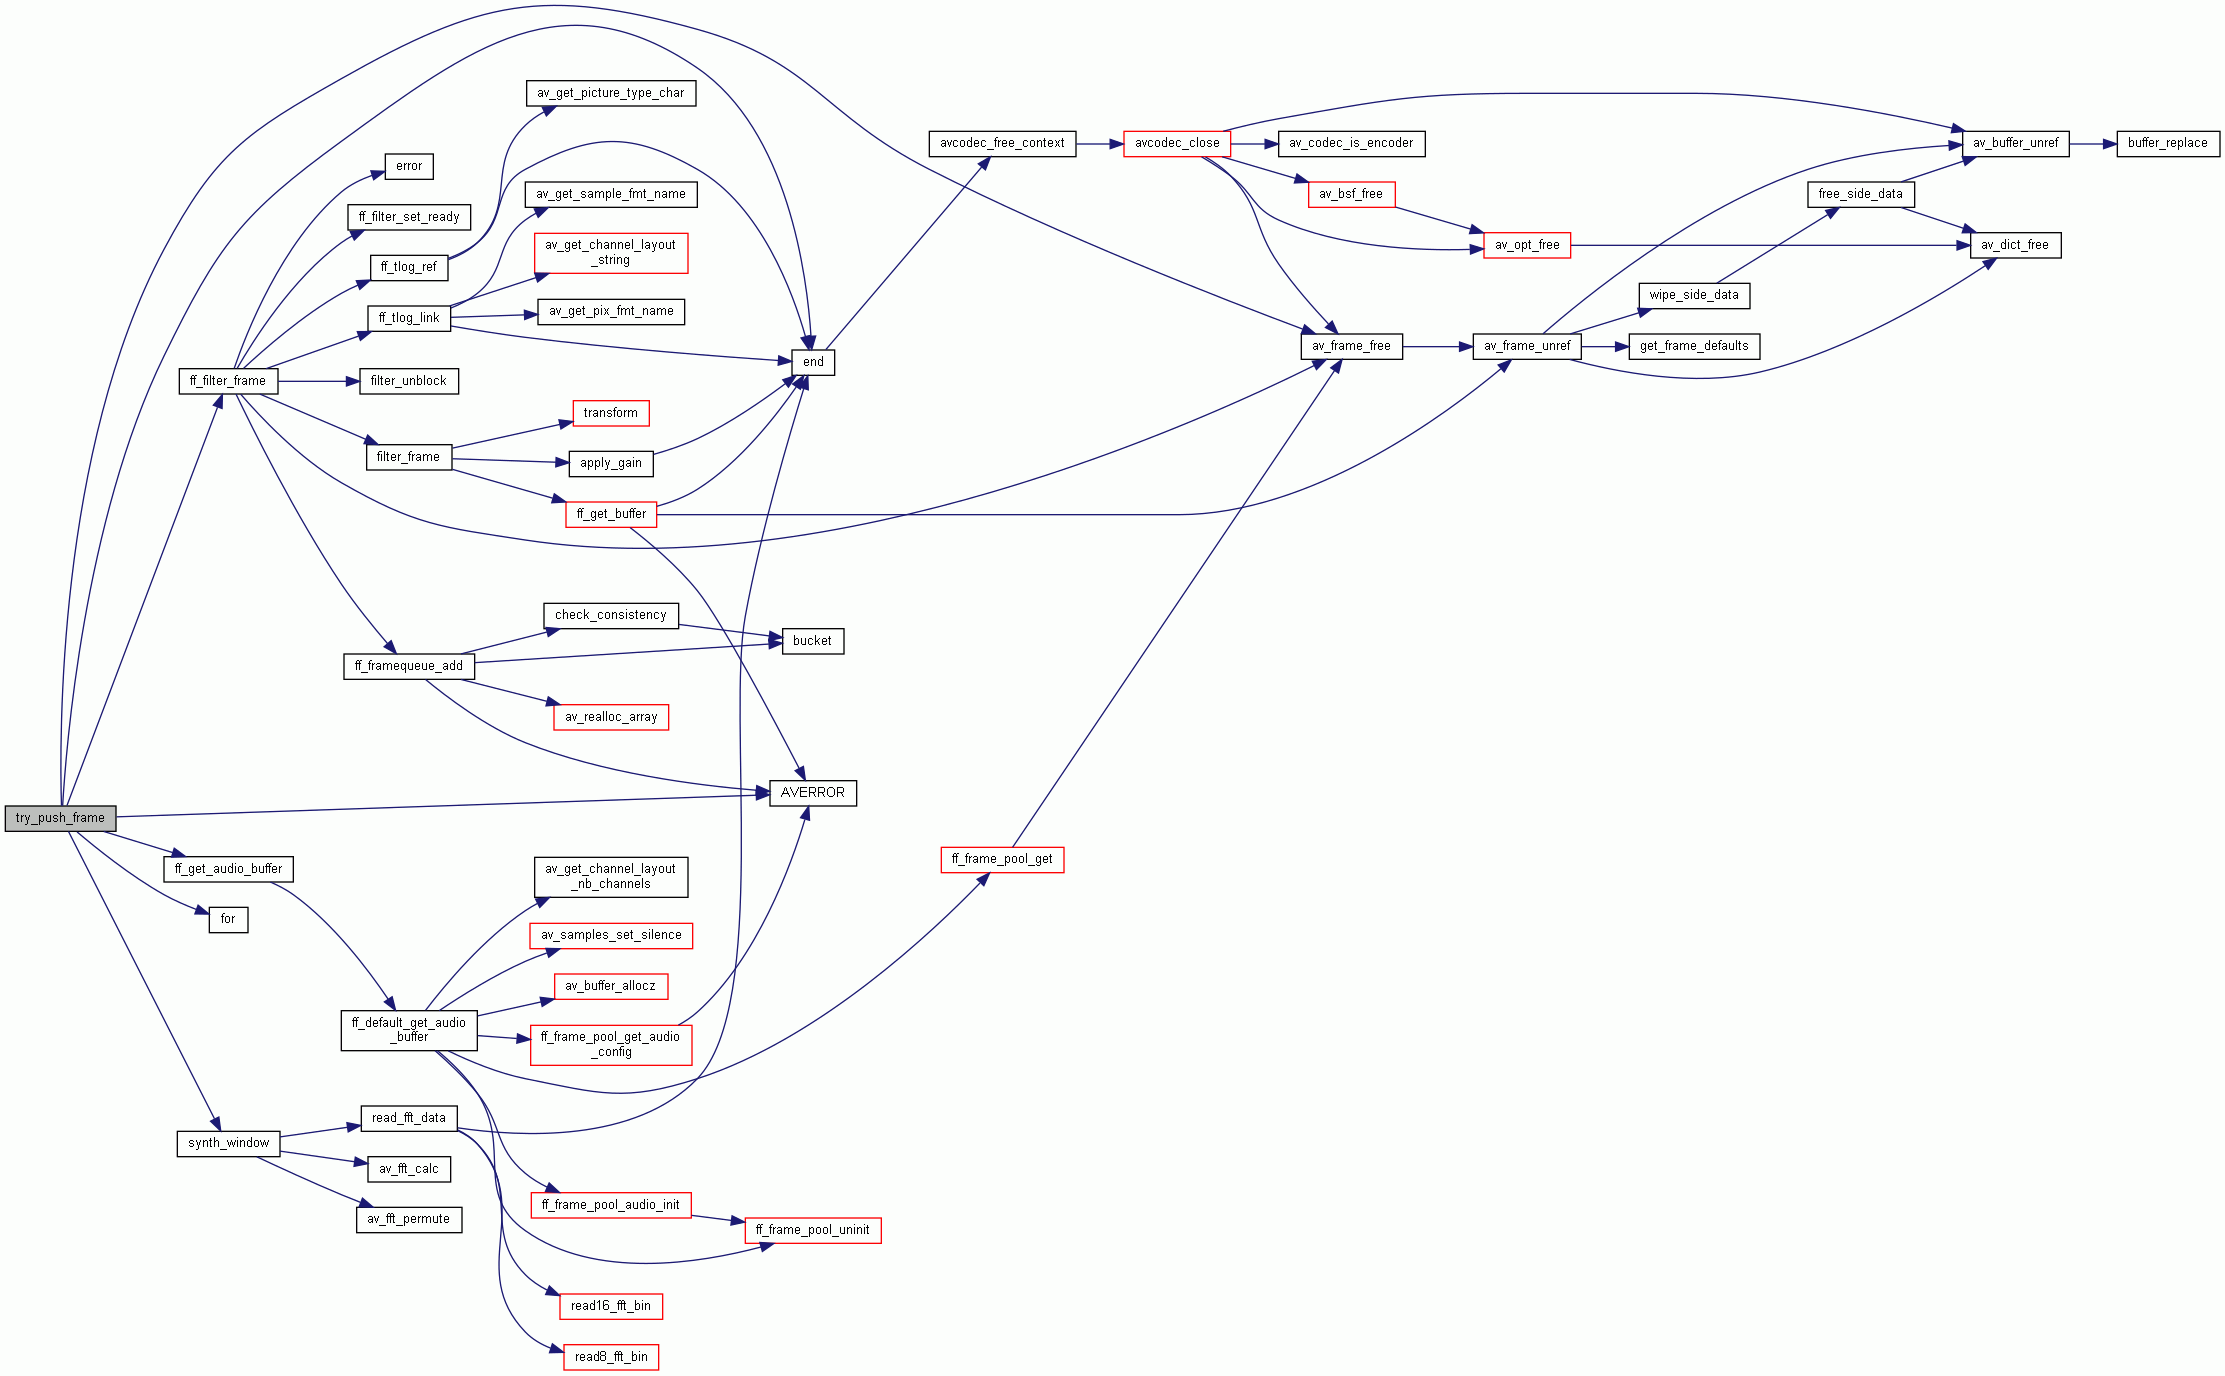 try_push_frame
ff_filter_frame
ff_get_audio_buffer
for
synth_window
error
ff_filter_set_ready
ff_tlog_ref
ff_tlog_link
filter_unblock
filter_frame
ff_framequeue_add
ff_default_get_audio
_buffer
read_fft_data
av_fft_calc
av_fft_permute
av_get_picture_type_char
av_get_sample_fmt_name
av_get_channel_layout
_string
av_get_pix_fmt_name
transform
apply_gain
ff_get_buffer
check_consistency
av_realloc_array
av_get_channel_layout
_nb_channels
av_samples_set_silence
av_buffer_allocz
ff_frame_pool_get_audio
_config
ff_frame_pool_audio_init
read16_fft_bin
read8_fft_bin
end
bucket
AVERROR
ff_frame_pool_uninit
avcodec_free_context
ff_frame_pool_get
avcodec_close
av_codec_is_encoder
av_bsf_free
av_frame_free
av_opt_free
av_frame_unref
wipe_side_data
get_frame_defaults
free_side_data
av_buffer_unref
av_dict_free
buffer_replace